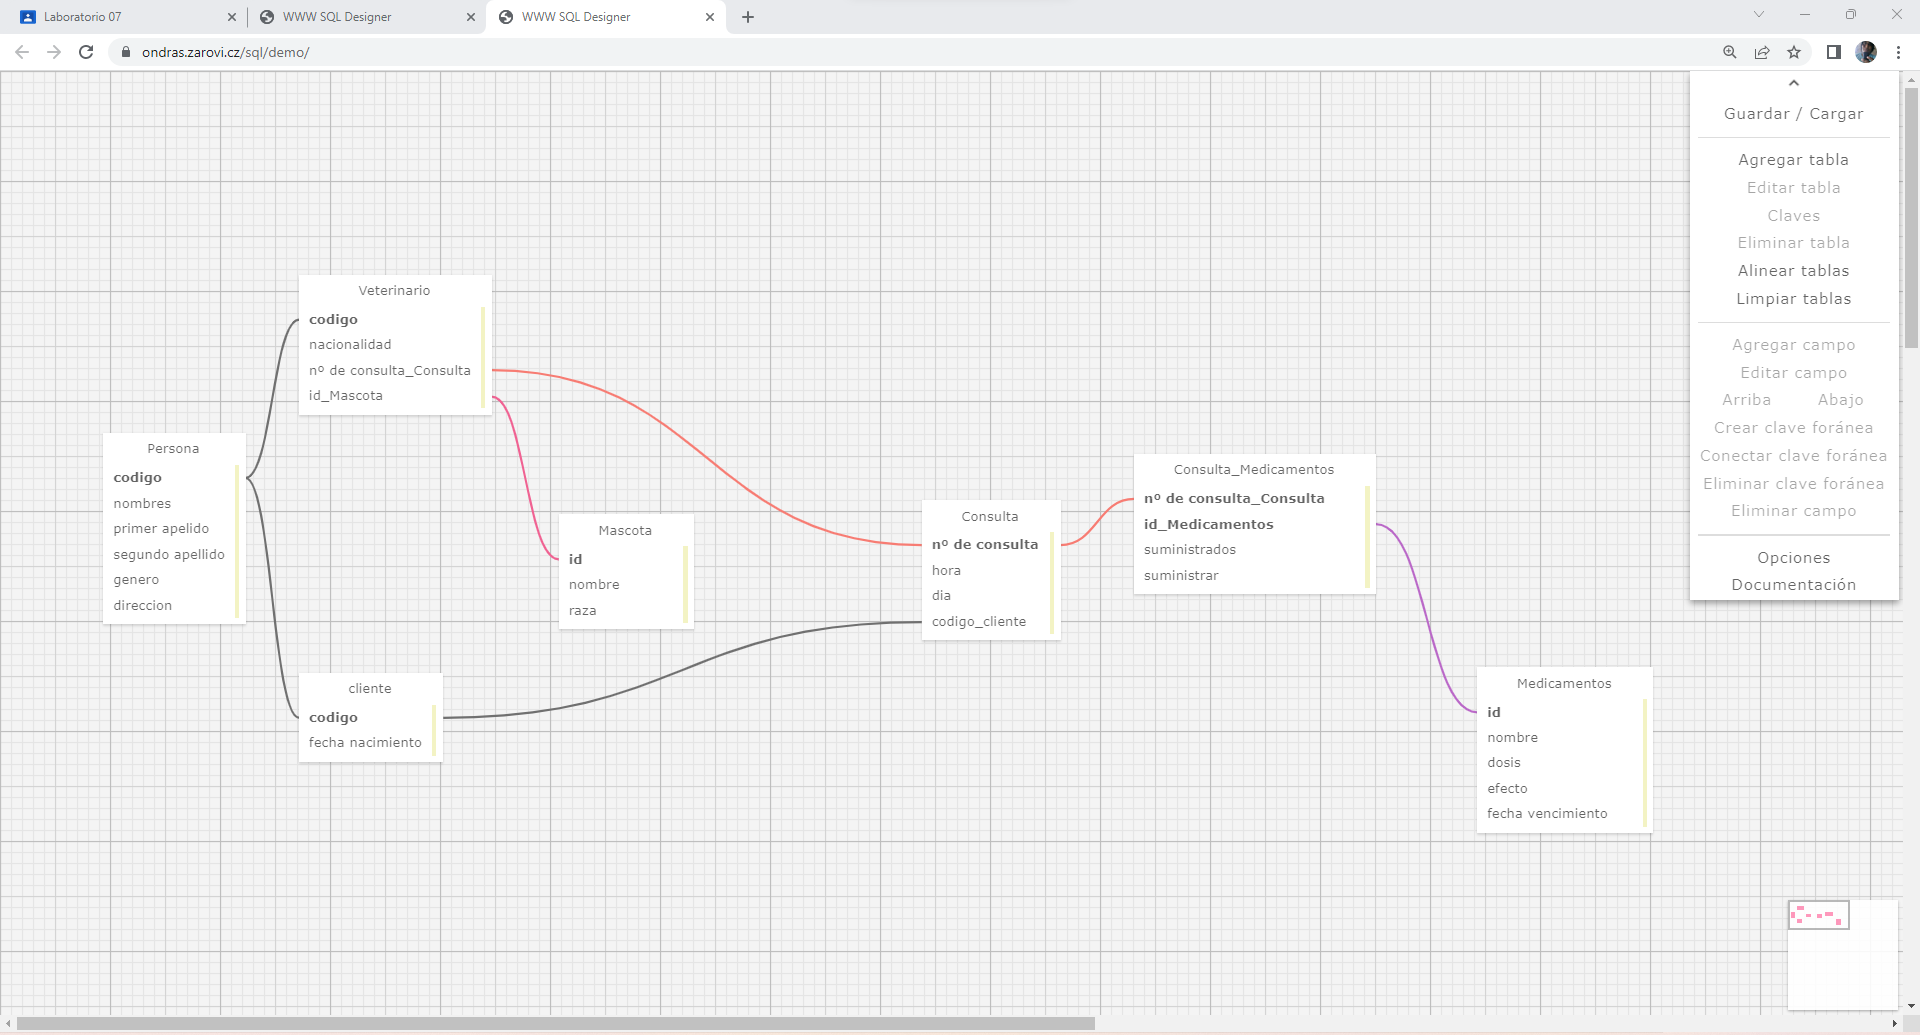 Laboratorio 07
WWW SQL Designer
WWW SQL Designer
ondras.zarovi.cz/sql/demo/
Guardar / Cargar
Agregar tabla
Editar tabla
Claves
Eliminar tabla
Alinear tablas
Limpiar tablas
Agregar campo
Editar campo
Arriba Abajo
Crear clave foránea
Conectar clave foránea
Eliminar clave foránea
Eliminar campo
Opciones
Documentación
Veterinario
codigo
nacionalidad
nº de consulta_Consulta
id_Mascota
Persona
codigo
nombres
primer apelido
segundo apellido
genero
direccion
Mascota
id
nombre
raza
cliente
codigo
fecha nacimiento
Consulta
nº de consulta
hora
dia
codigo_cliente
Consulta_Medicamentos
nº de consulta_Consulta
id_Medicamentos
suministrados
suministrar
Medicamentos
id
nombre
dosis
efecto
fecha vencimiento